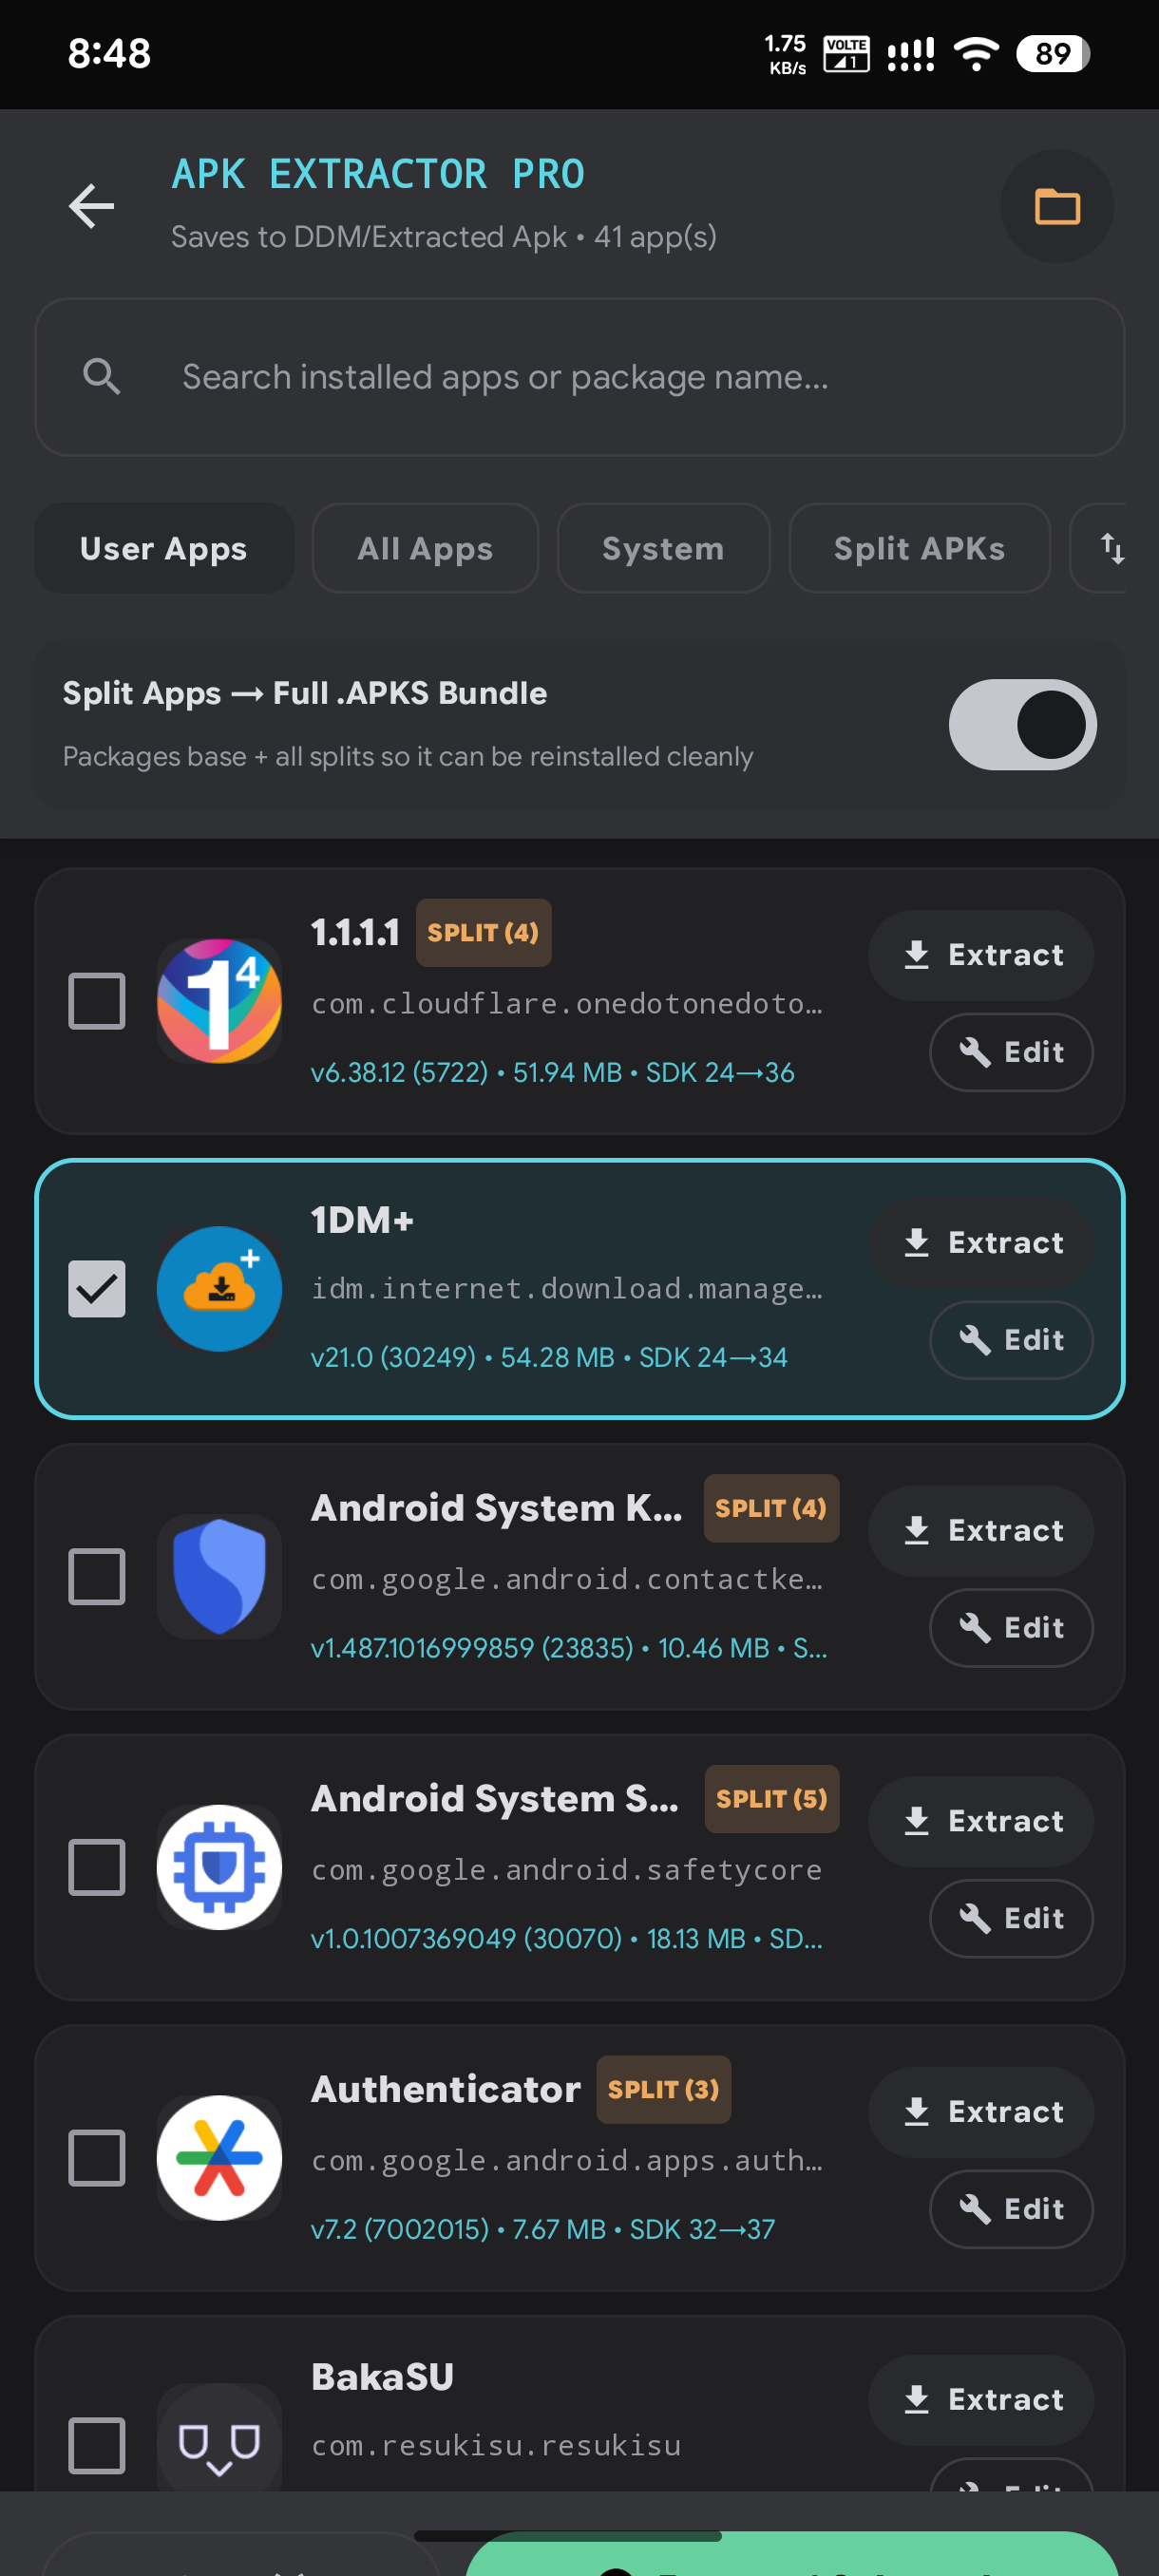 8:48
1.75
KB/s
VOLTE
1
89
APK EXTRACTOR PRO
Saves to DDM/Extracted Apk • 41 app(s)
Search installed apps or package name...
User Apps
All Apps
System
Split APKs
Split Apps → Full .APKS Bundle
Packages base + all splits so it can be reinstalled cleanly
1.1.1.1
SPLIT (4)
com.cloudflare.onedotonedoto…
v6.38.12 (5722) • 51.94 MB • SDK 24→36
Extract
Edit
1DM+
idm.internet.download.manage…
v21.0 (30249) • 54.28 MB • SDK 24→34
Extract
Edit
Android System K…
SPLIT (4)
com.google.android.contactke…
v1.4871016999859 (23835) • 10.46 MB • S…
Extract
Edit
Android System S…
SPLIT (5)
com.google.android.safetycore
v1.0.1007369049 (30070) • 18.13 MB • SD…
Extract
Edit
Authenticator
SPLIT (3)
com.google.android.apps.auth…
v7.2 (7002015) • 7.67 MB • SDK 32→37
Extract
Edit
BakaSU
com.resukisu.resukisu
Extract
Edit